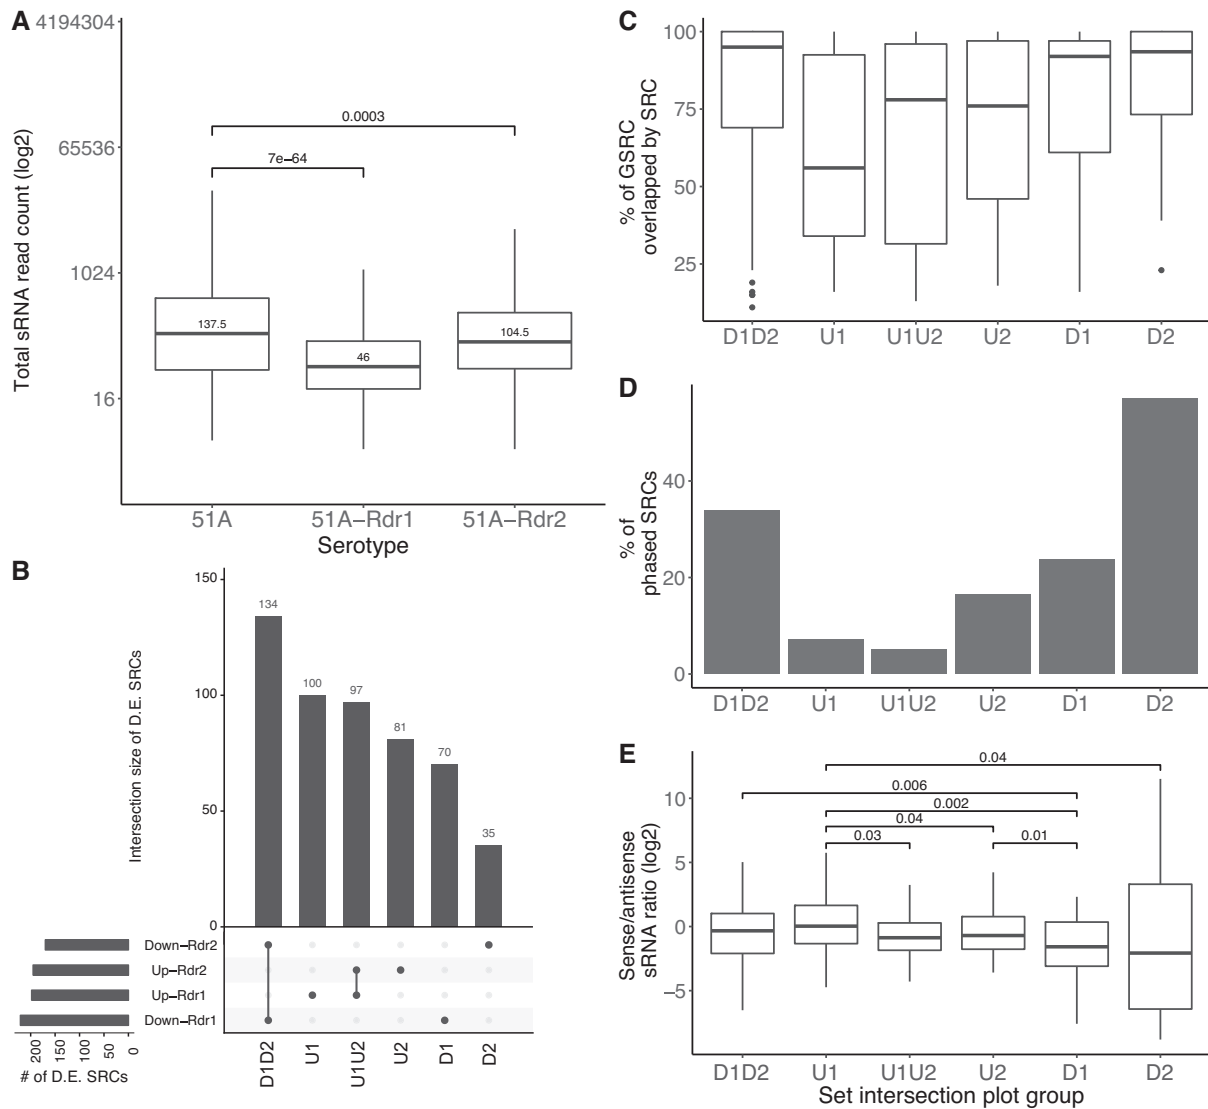 A
Total sRNA read count (log2)
4194304
65536
1024
16
0.0003
7e−64
137.5
46
104.5
51A
51A−Rdr1
51A−Rdr2
Serotype
B
Intersection size of D.E. SRCs
150
100
50
0
134
100
97
81
70
35
Down−Rdr2
Up−Rdr2
Up−Rdr1
Down−Rdr1
200
150
100
50
0
# of D.E. SRCs
D1D2
U1
U1U2
U2
D1
D2
C
% of GSRC
overlapped by SRC
100
75
50
25
D1D2
U1
U1U2
U2
D1
D2
D
% of
phased SRCs
40
20
0
D1D2
U1
U1U2
U2
D1
D2
E
Sense/antisense
sRNA ratio (log2)
10
5
0
−5
0.04
0.006
0.002
0.04
0.03
0.01
D1D2
U1
U1U2
U2
D1
D2
Set intersection plot group